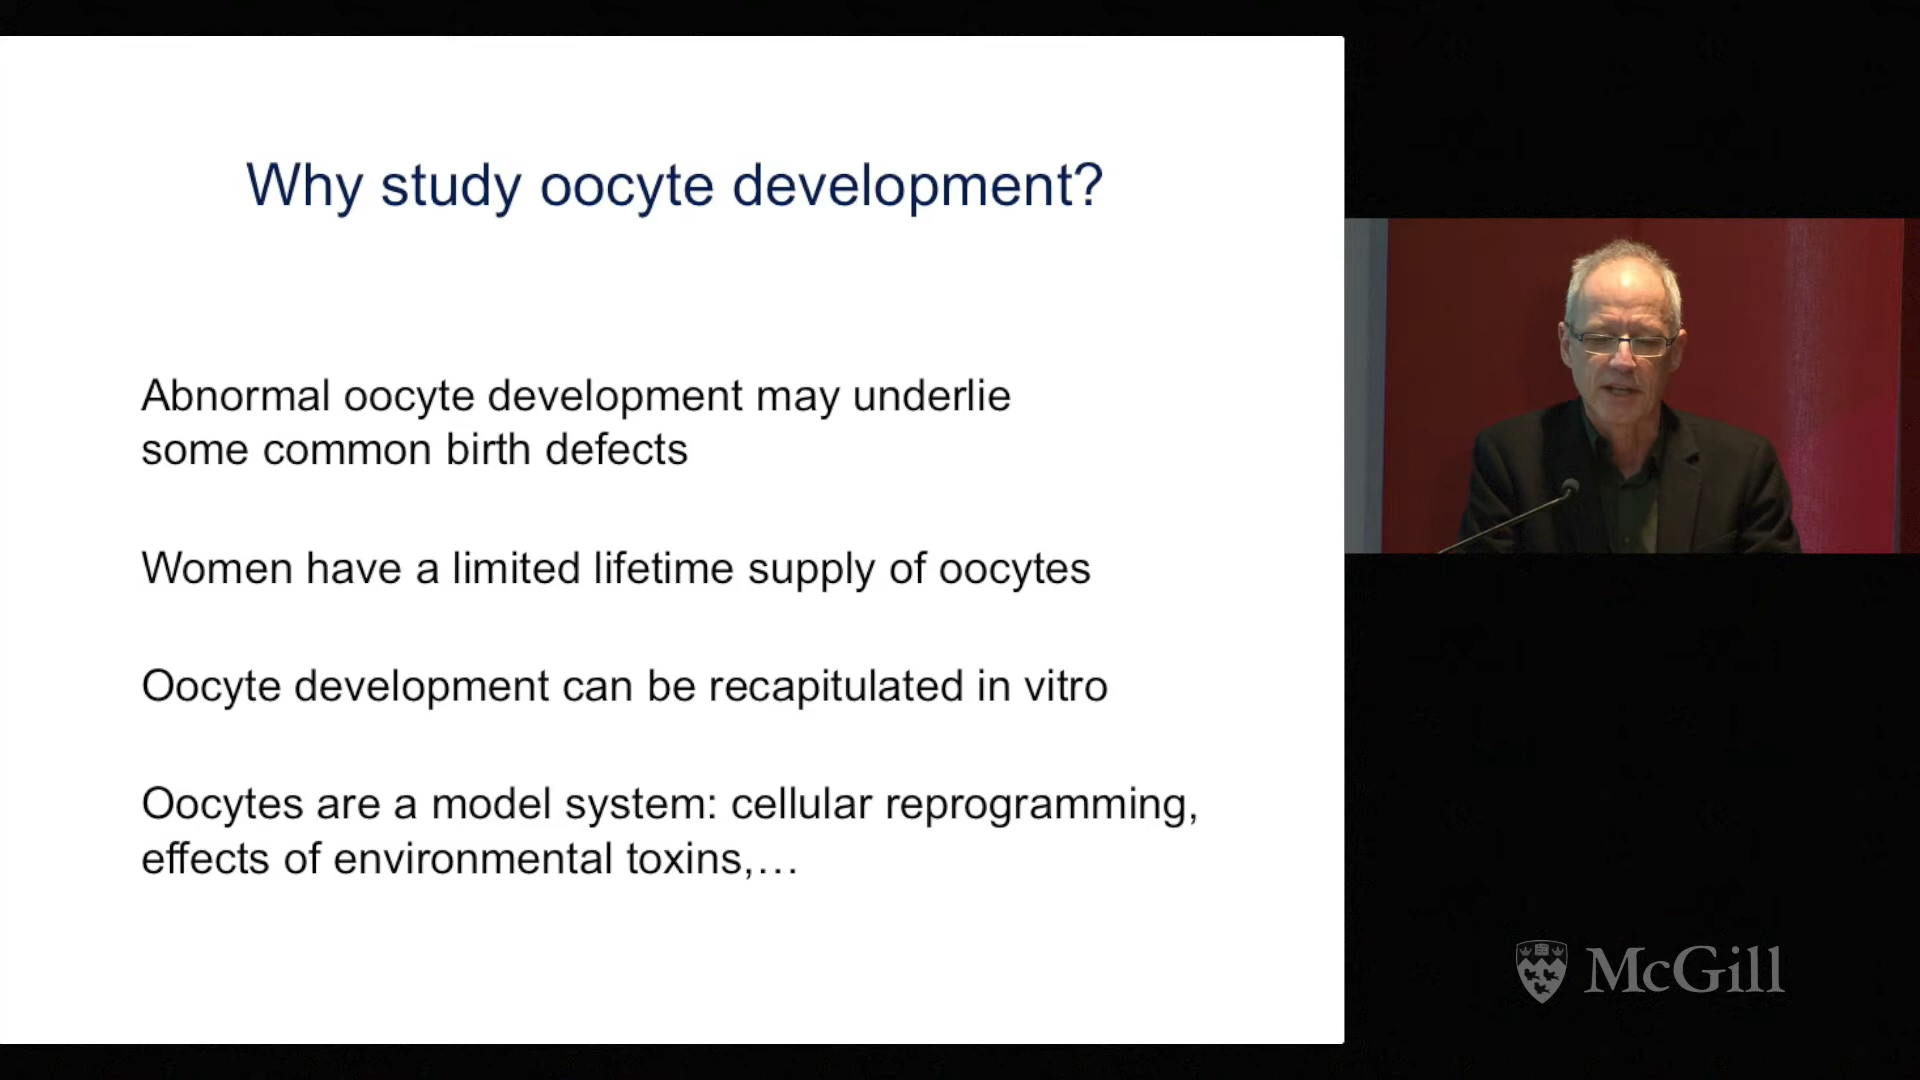 Why study oocyte development?
Abnormal oocyte development may underlie
some common birth defects
Women have a limited lifetime supply of oocytes
Oocyte development can be recapitulated in vitro
Oocytes are a model system: cellular reprogramming,
effects of environmental toxins,…
McGill